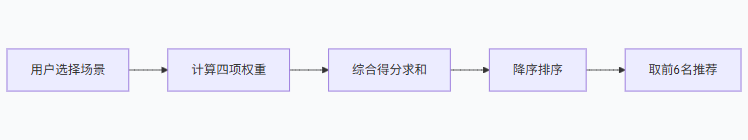 用户选择场景
计算四项权重
综合得分求和
降序排序
取前6名推荐